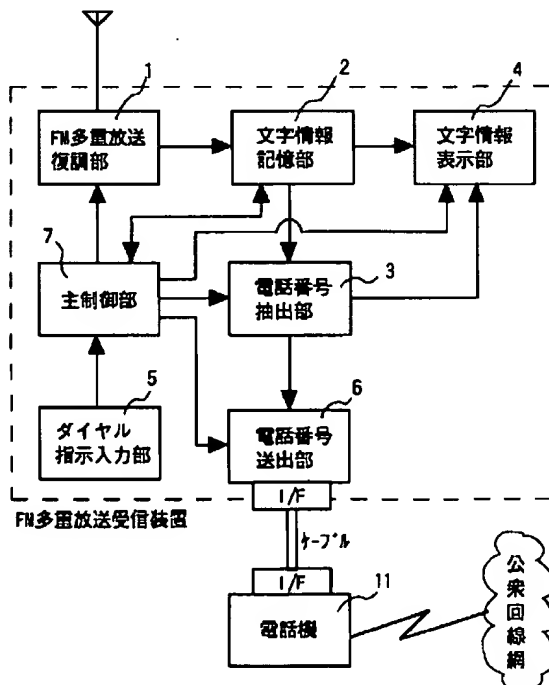 1
2
4
FM多重放送
復調部
文字情報
記憶部
文字情報
表示部
7
主制御部
3
電話番号
抽出部
5
ダイヤル
指示入力部
6
電話番号
送出部
I/F
FM多重放送受信装置
ケーブル
I/F
11
電話機
公衆回線網